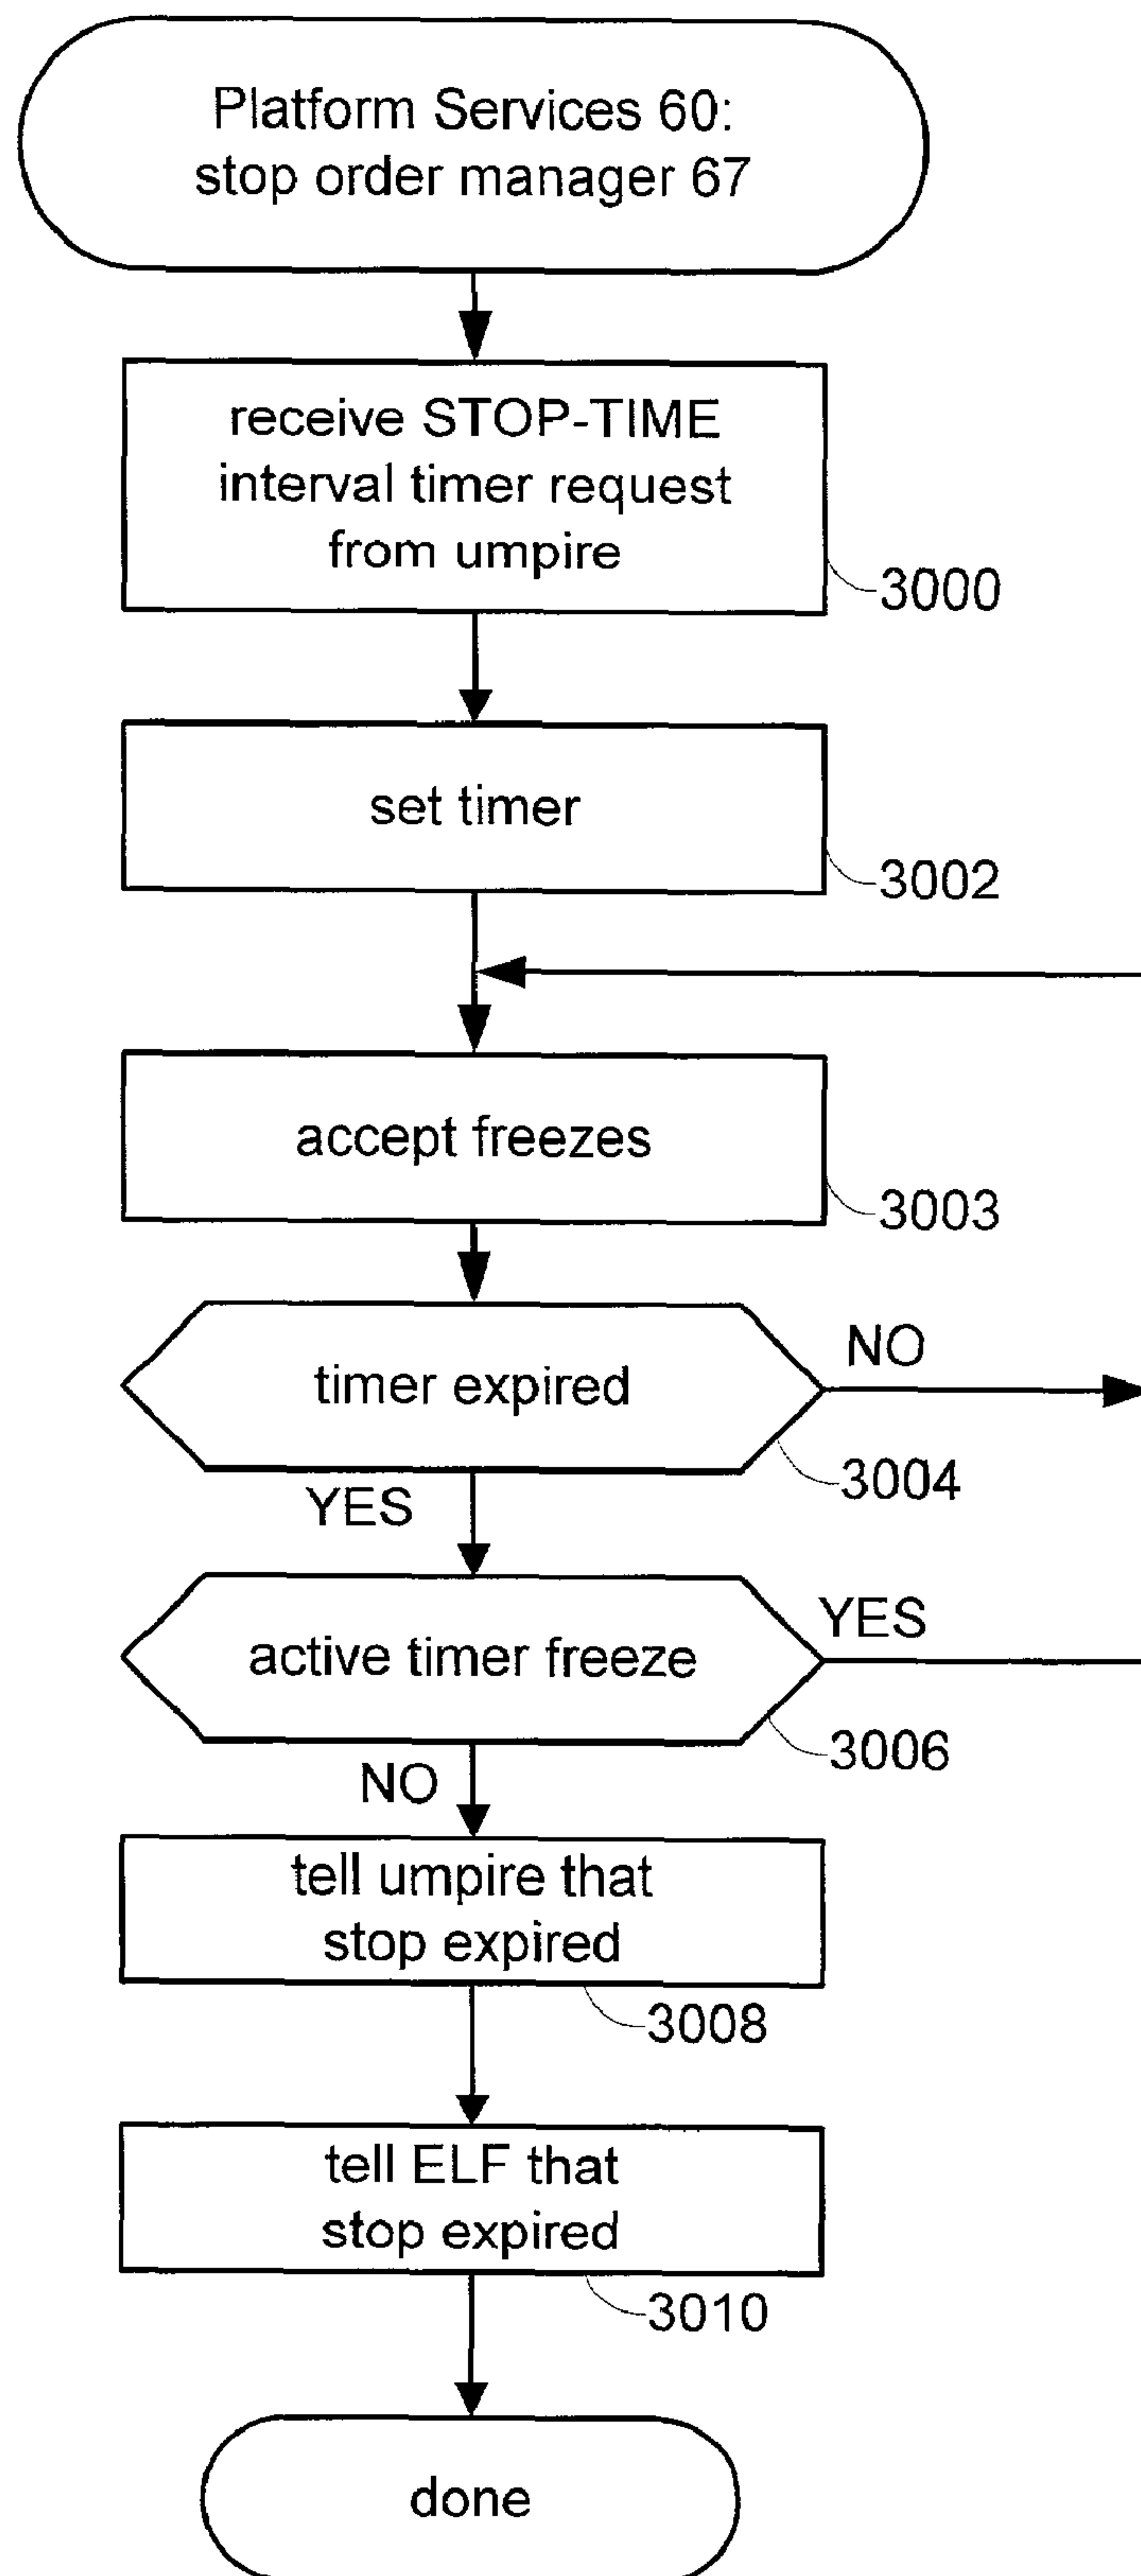 Platform Services 60:
stop order manager 67
receive STOP-TIME
interval timer request
from umpire
3000
set timer
3002
accept freezes
3003
timer expired
NO
3004
YES
active timer freeze
YES
3006
NO
tell umpire that
stop expired
3008
tell ELF that
stop expired
3010
done